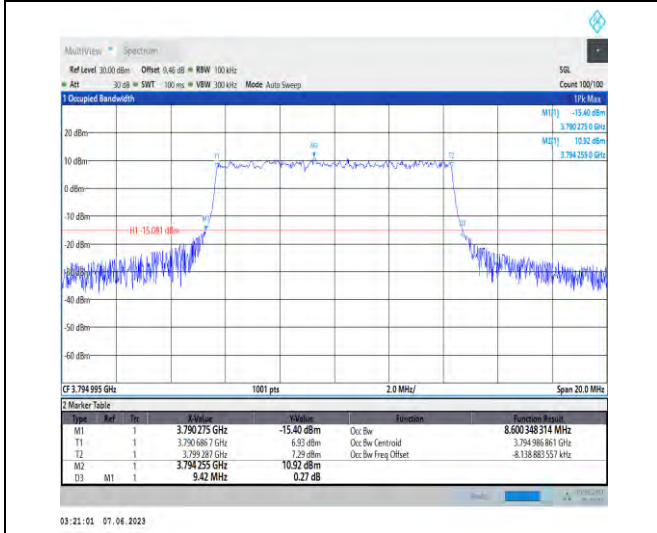 MultiView Spectrum
Ref Level 30.00 dBm Offset 9.46 dB RBW 100 kHz SGL
Att 30 dB SWT 100 ms VBW 300 kHz Mode Auto Sweep Count 100/100
1 Occupied Bandwidth 1Pk Max
M1[1] -15.40 dBm
3.790 275 0 GHz
M2[1] 10.92 dBm
3.794 255 0 GHz
20 dBm
M2
T1 T2
10 dBm
0 dBm
-10 dBm
M1 D3
H1 -15.081 dBm
-20 dBm
-30 dBm
-40 dBm
-50 dBm
-60 dBm
CF 3.794 995 GHz 1001 pts 2.0 MHz/ Span 20.0 MHz
2 Marker Table
Type Ref Trc X-Value Y-Value Function Function Result
M1 1 3.790 275 GHz -15.40 dBm Occ Bw 8.600 348 314 MHz
T1 1 3.790 686 7 GHz 6.93 dBm Occ Bw Centroid 3.794 986 861 GHz
T2 1 3.799 287 GHz 7.29 dBm Occ Bw Freq Offset -8.138 883 557 kHz
M2 1 3.794 255 GHz 10.92 dBm
D3 M1 1 9.42 MHz 0.27 dB
03:21:01 07.06.2023